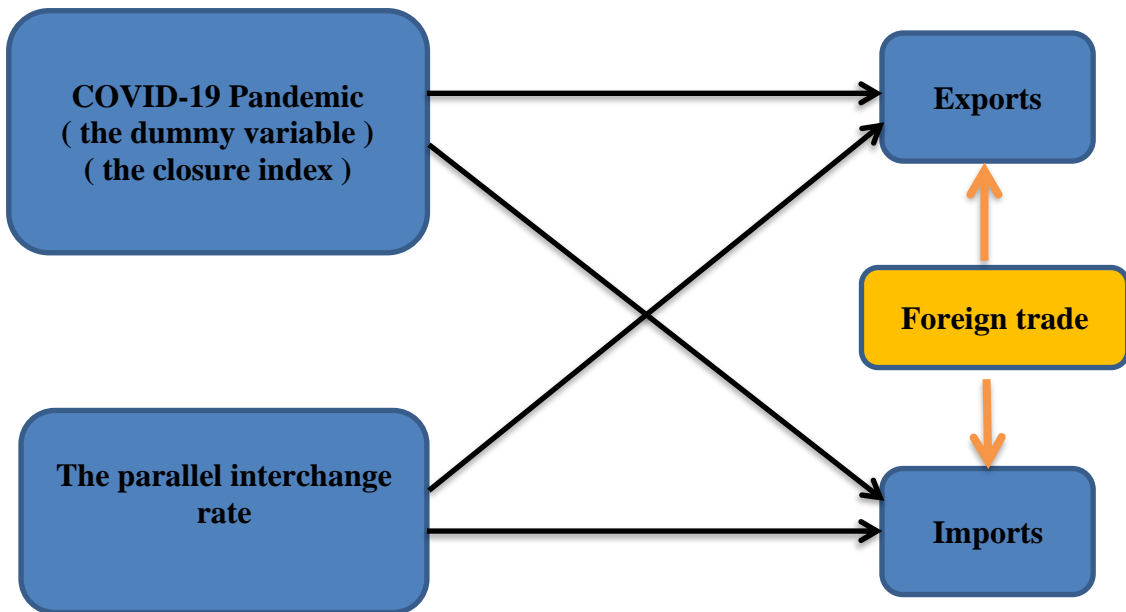 COVID-19 Pandemic
( the dummy variable )
( the closure index )
Exports
Foreign trade
The parallel interchange
rate
Imports